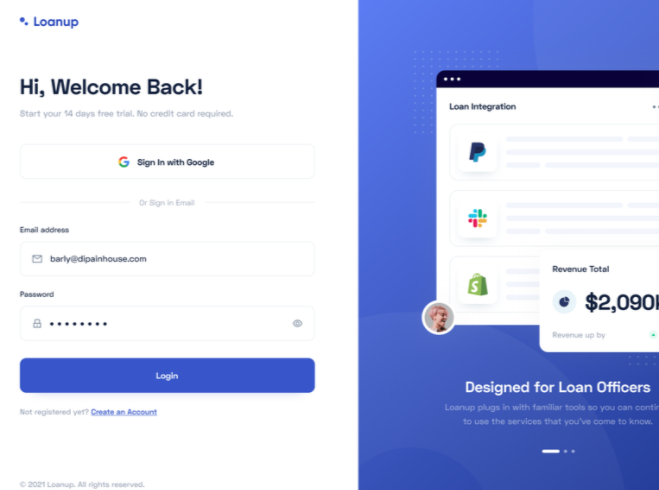 Loanup
Hi, Welcome Back!
Start your 14 days free trial. No credit card required.
Sign In with Google
Or Sign in Email
Email address
barly@dipainhouse.com
Password
Login
Not registered yet? Create an Account
© 2021 Loanup. All rights reserved.
Loan Integration
Revenue Total
$2,090
Revenue up by
Designed for Loan Officers
Loanup plugs in with familiar tools so you can
to use the services that you've come to know.